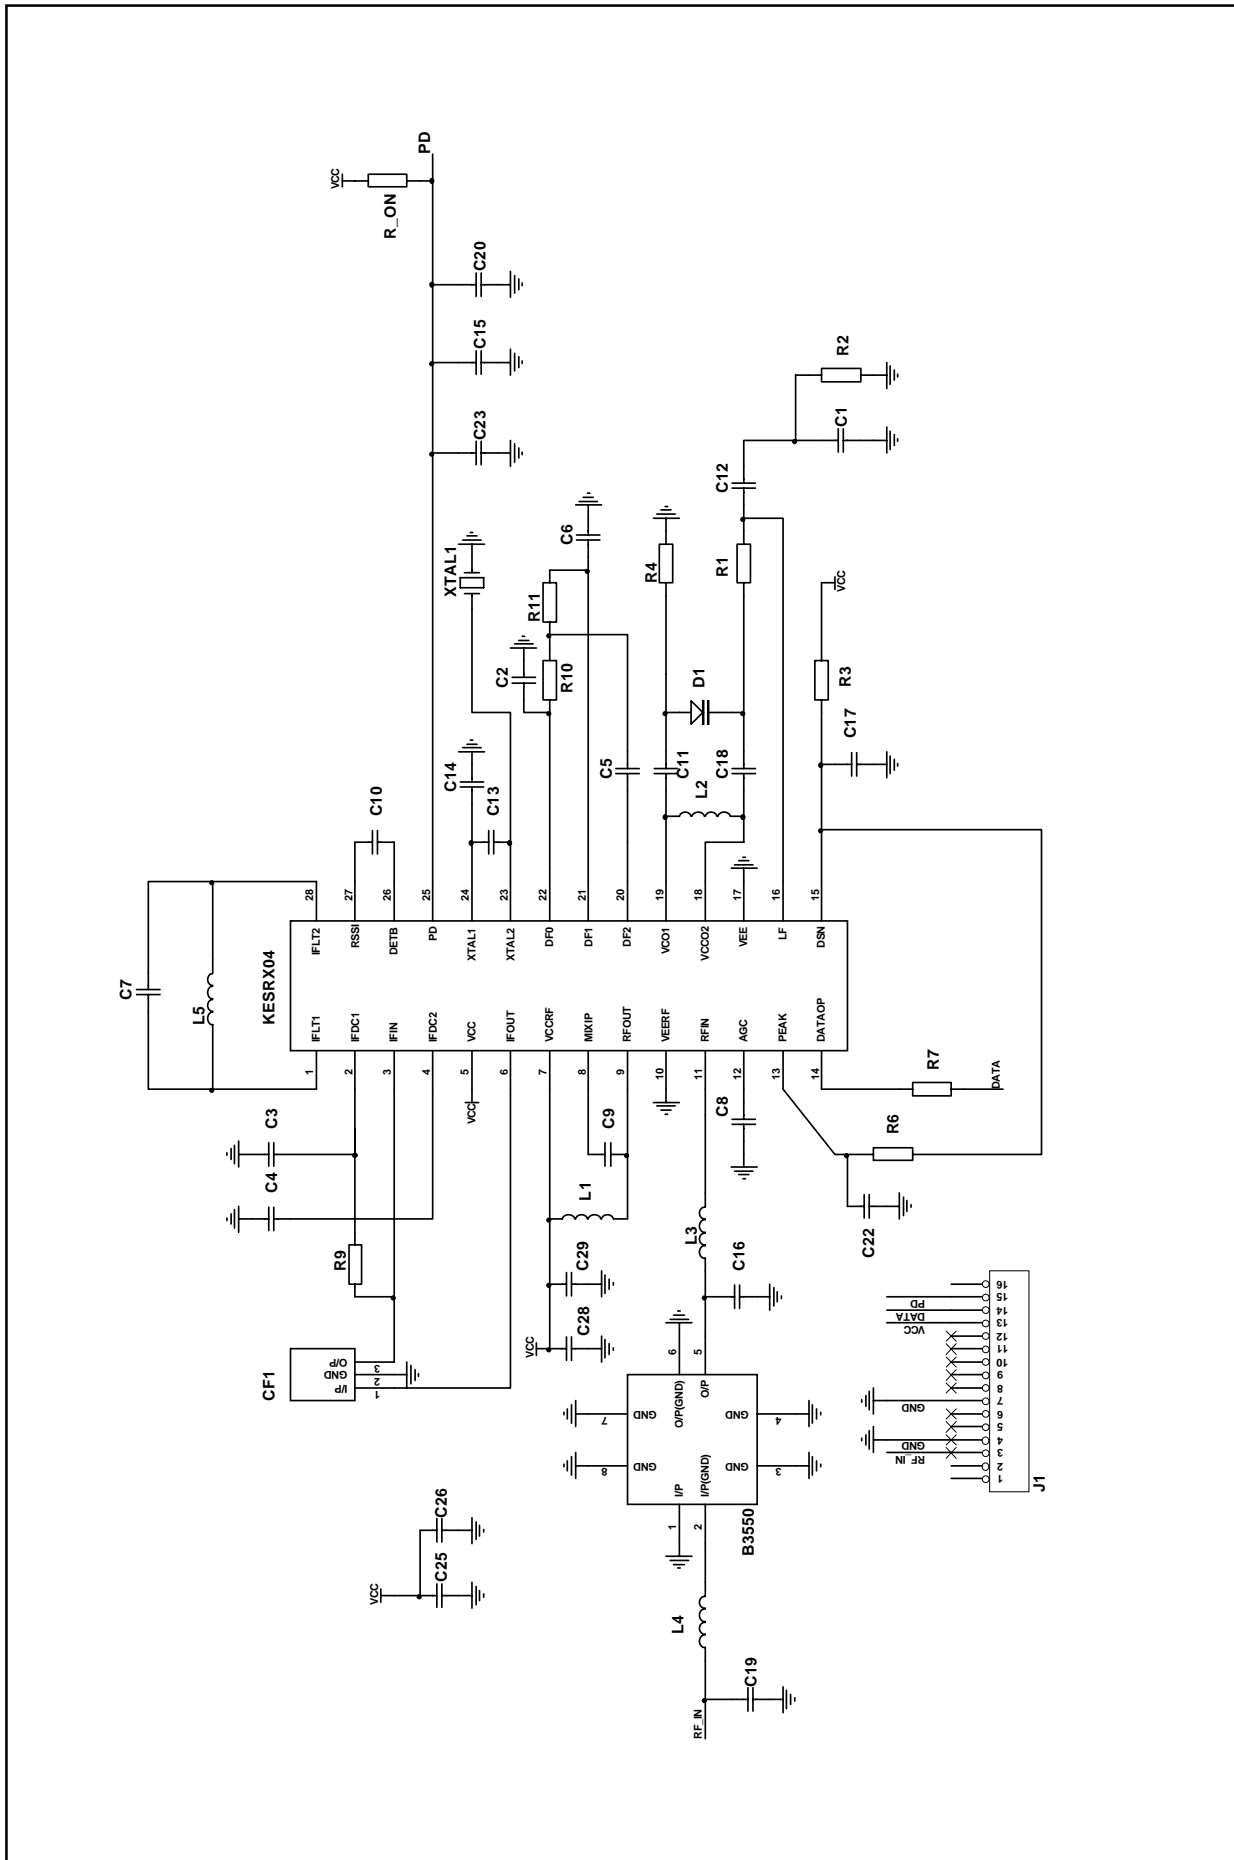 PD
VCC
R_ON
C20
C15
C23
R2
C1
C12
XTAL1
C6
R4
R1
R11
C2
R10
VCC
R3
D1
C17
C14
C13
C5
C11
L2
C18
C10
C7
L5
KESRX04
28
27
26
25
24
23
22
21
20
19
18
17
16
15
IFLT2
RSSI
DETB
PD
XTAL1
XTAL2
DF0
DF1
DF2
VCO1
VCCO2
VEE
LF
DSN
IFLT1
IFDC1
IFIN
IFDC2
VCC
IFOUT
VCCRF
MIXIP
RFOUT
VEERF
RFIN
AGC
PEAK
DATAOP
1
2
3
4
5
6
7
8
9
10
11
12
13
14
VCC
C3
C4
R9
C9
L1
C8
R7
DATA
R6
C22
L3
C16
C29
C28
VCC
CF1
I/P
GND
O/P
1
2
3
6
5
O/P(GND)
O/P
7
GND
4
GND
8
GND
3
GND
I/P
I/P(GND)
1
2
B3550
VCC
C26
C25
L4
C19
RF_IN
16
15
14
13
12
11
10
9
8
7
6
5
4
3
2
1
PD
DATA
VCC
GND
GND
RF_IN
J1